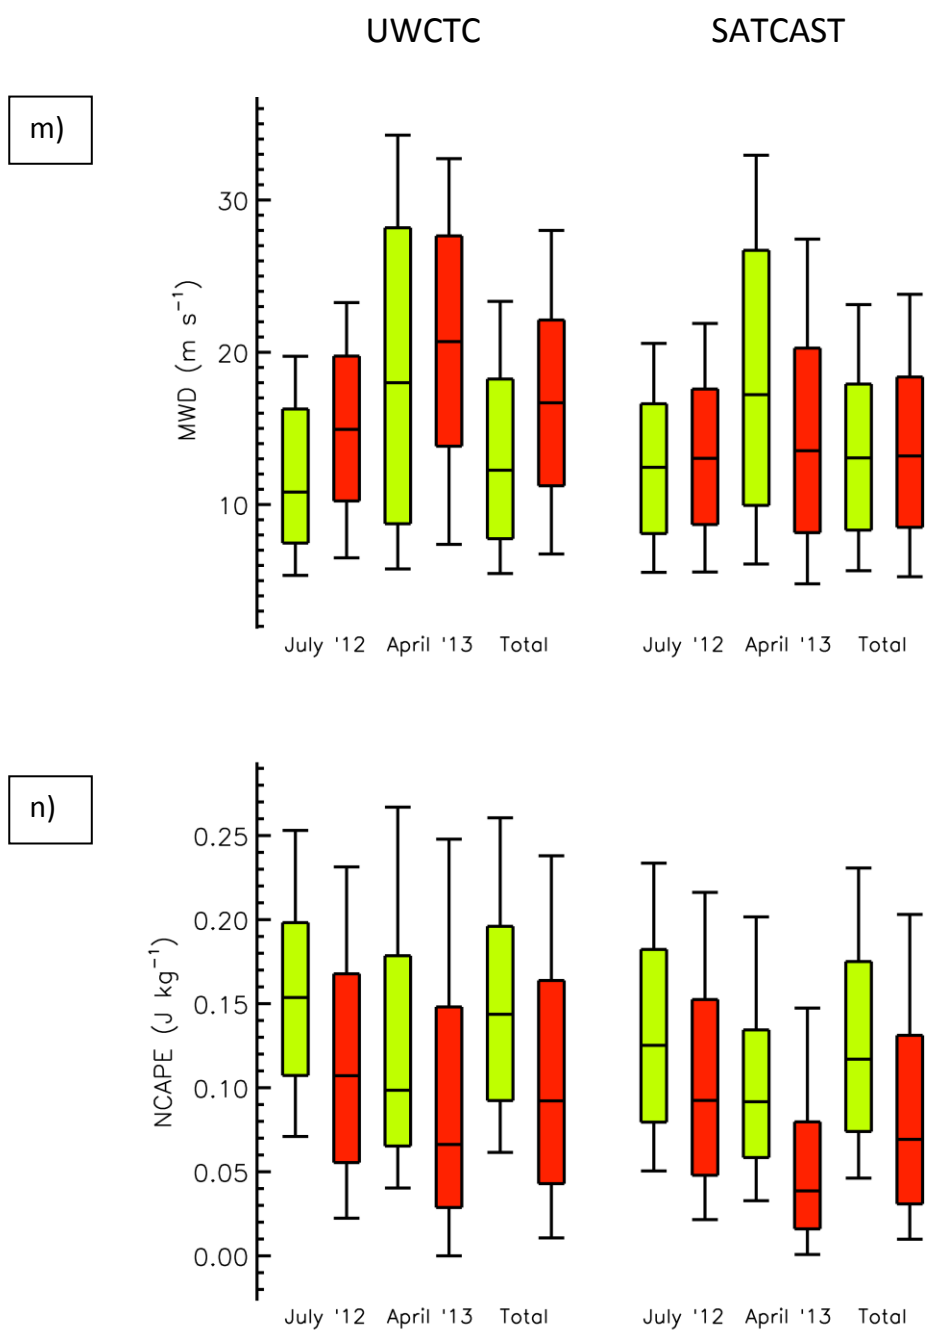 UWCTC SATCAST
m)
30
20
10
MWD (m s⁻¹)
July '12 April '13 Total July '12 April '13 Total
n)
0.25
0.20
0.15
0.10
0.05
0.00
NCAPE (J kg⁻¹)
July '12 April '13 Total July '12 April '13 Total